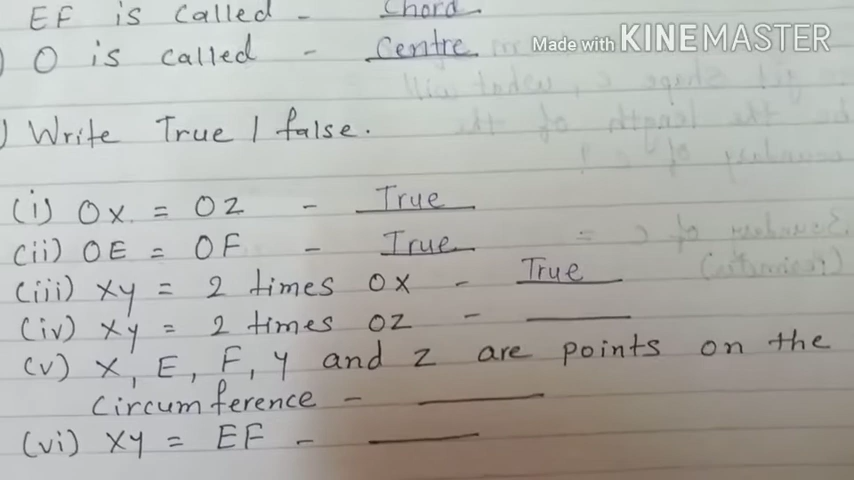 EF is called - Chord
) O is called - Centre
Made with KINEMASTER
) Write True / false.
(i) OX = OZ - True
(ii) OE = OF - True
(iii) XY = 2 times OX - True
(iv) XY = 2 times OZ -
(v) X, E, F, Y and Z are points on the
circumference -
(vi) XY = EF -